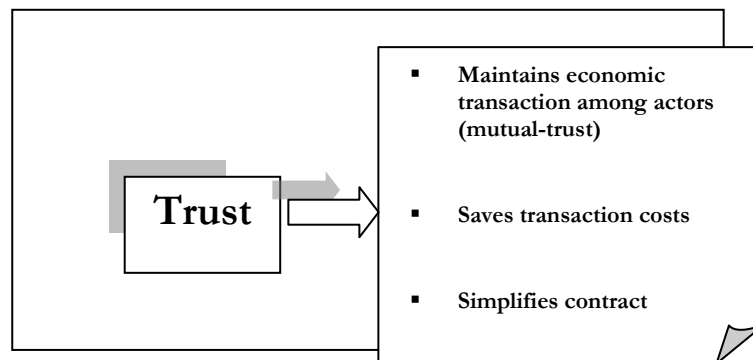 Trust
▪ Maintains economic
transaction among actors
(mutual-trust)
▪ Saves transaction costs
▪ Simplifies contract